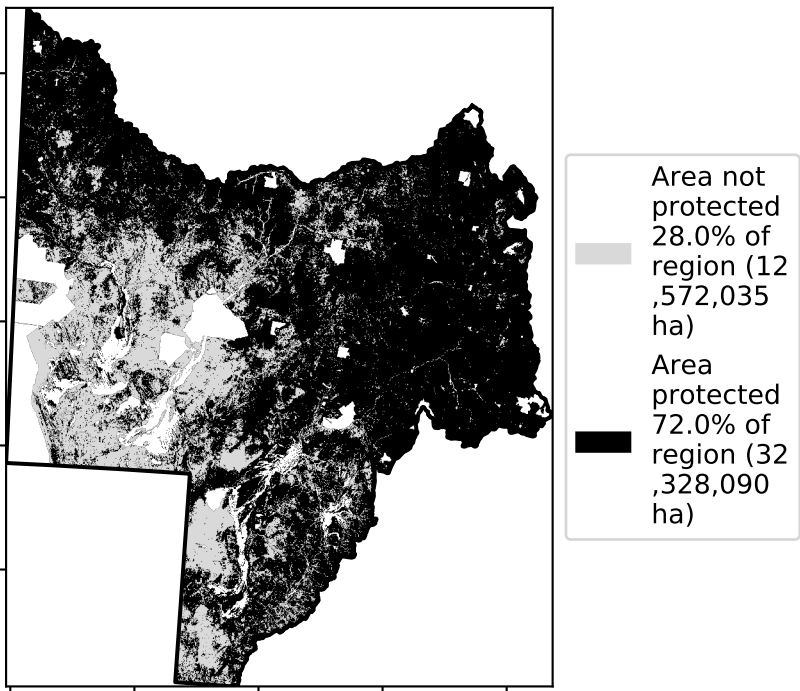 Area not
protected
28.0% of
region (12
,572,035
ha)
Area
protected
72.0% of
region (32
,328,090
ha)